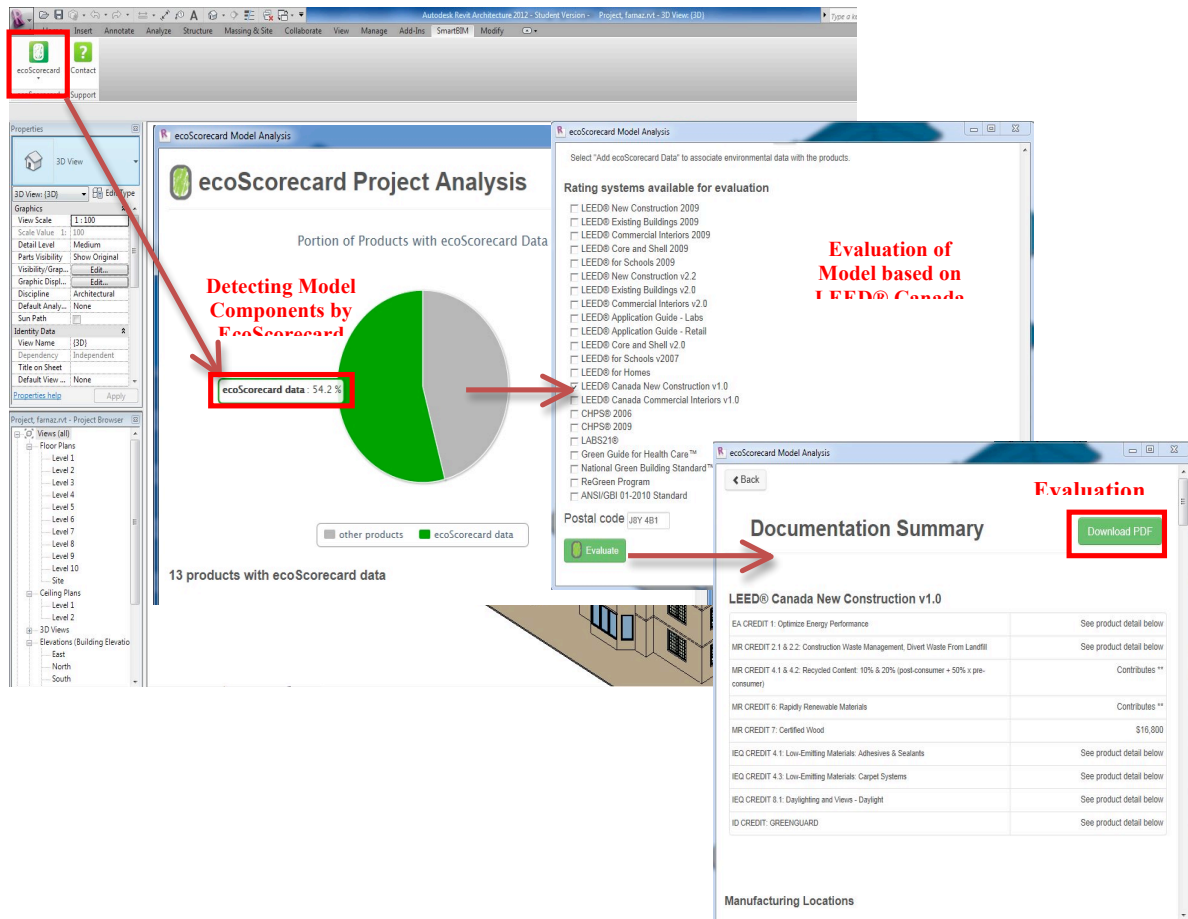 Autodesk Revit Architecture 2012 - Student Version - Project, farnaz.rvt - 3D View: {3D}
Type a
Insert Annotate Analyze Structure Massing & Site Collaborate View Manage Add-Ins SmartBIM Modify
ecoScorecard Contact
Support
Properties
3D View
3D View: {3D} Edit Type
Graphics
View Scale 1 : 100
Scale Value 1: 100
Detail Level Medium
Parts Visibility Show Original
Visibility/Grap... Edit...
Graphic Displ... Edit...
Discipline Architectural
Default Analy... None
Sun Path
Identity Data
View Name {3D}
Dependency Independent
Title on Sheet
Default View ... None
Properties help Apply
Project, farnaz.rvt - Project Browser
Views (all)
Floor Plans
Level 1
Level 2
Level 3
Level 4
Level 5
Level 6
Level 7
Level 8
Level 9
Level 10
Site
Ceiling Plans
Level 1
Level 2
3D Views
Elevations (Building Elevatio
East
North
South
ecoScorecard Model Analysis
ecoScorecard Project Analysis
Portion of Products with ecoScorecard Data
Detecting Model
Components by
EcoScorecard
ecoScorecard data : 54.2 %
other products ecoScorecard data
13 products with ecoScorecard data
ecoScorecard Model Analysis
Select "Add ecoScorecard Data" to associate environmental data with the products.
Rating systems available for evaluation
LEED® New Construction 2009
LEED® Existing Buildings 2009
LEED® Commercial Interiors 2009
LEED® Core and Shell 2009
LEED® for Schools 2009
LEED® New Construction v2.2
LEED® Existing Buildings v2.0
LEED® Commercial Interiors v2.0
LEED® Application Guide - Labs
LEED® Application Guide - Retail
LEED® Core and Shell v2.0
LEED® for Schools v2007
LEED® for Homes
LEED® Canada New Construction v1.0
LEED® Canada Commercial Interiors v1.0
CHPS® 2006
CHPS® 2009
LABS21®
Green Guide for Health Care™
National Green Building Standard™
ReGreen Program
ANSI/GBI 01-2010 Standard
Postal code J8Y 4B1
Evaluate
Evaluation of
Model based on
LEED® Canada
ecoScorecard Model Analysis
Back
Evaluation
Documentation Summary
Download PDF
LEED® Canada New Construction v1.0
EA CREDIT 1: Optimize Energy Performance See product detail below
MR CREDIT 2.1 & 2.2: Construction Waste Management, Divert Waste From Landfill See product detail below
MR CREDIT 4.1 & 4.2: Recycled Content: 10% & 20% (post-consumer + 50% x pre- Contributes **
consumer)
MR CREDIT 6: Rapidly Renewable Materials Contributes **
MR CREDIT 7: Certified Wood $16,800
IEQ CREDIT 4.1: Low-Emitting Materials: Adhesives & Sealants See product detail below
IEQ CREDIT 4.3: Low-Emitting Materials: Carpet Systems See product detail below
IEQ CREDIT 8.1: Daylighting and Views - Daylight See product detail below
ID CREDIT: GREENGUARD See product detail below
Manufacturing Locations